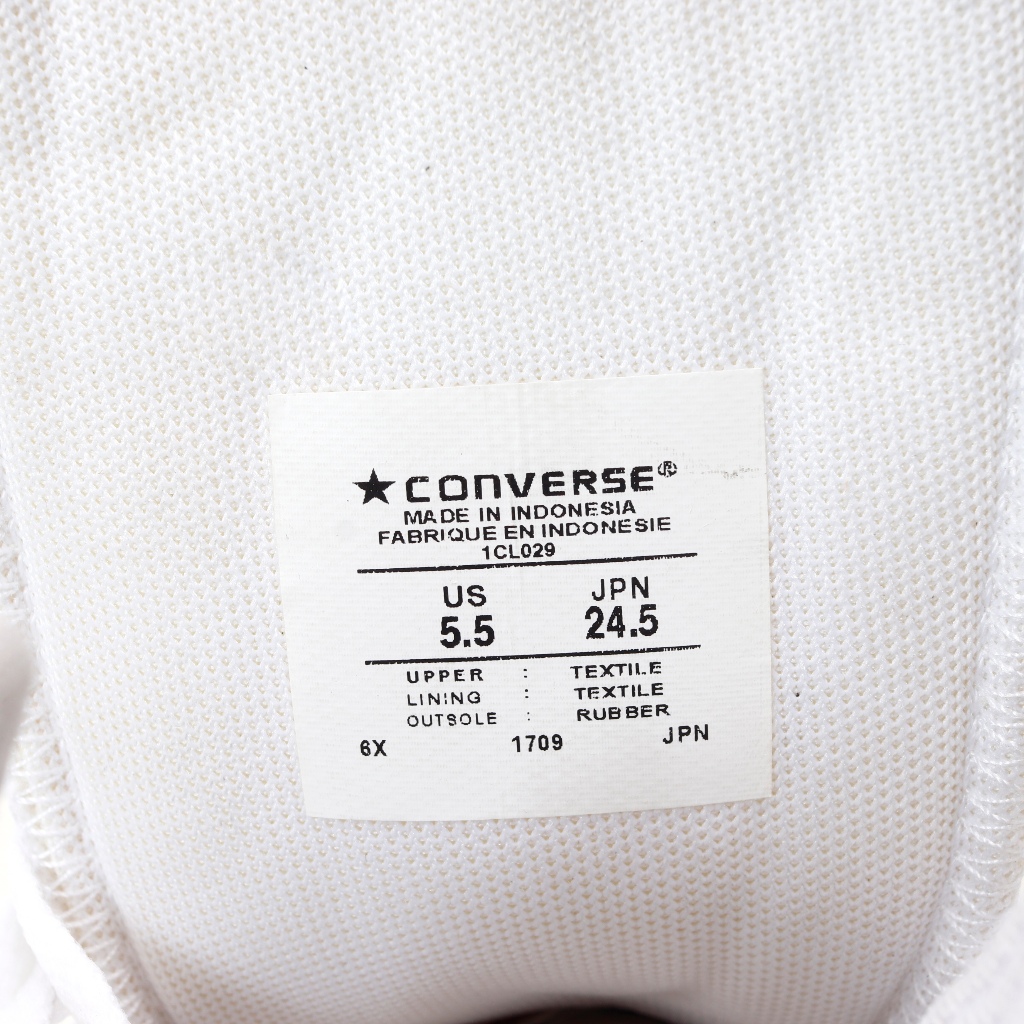 ★CONVERSE®
MADE IN INDONESIA
FABRIQUE EN INDONESIE
1CL029
US JPN
5.5 24.5
UPPER : TEXTILE
LINING : TEXTILE
OUTSOLE : RUBBER
6X 1709 JPN